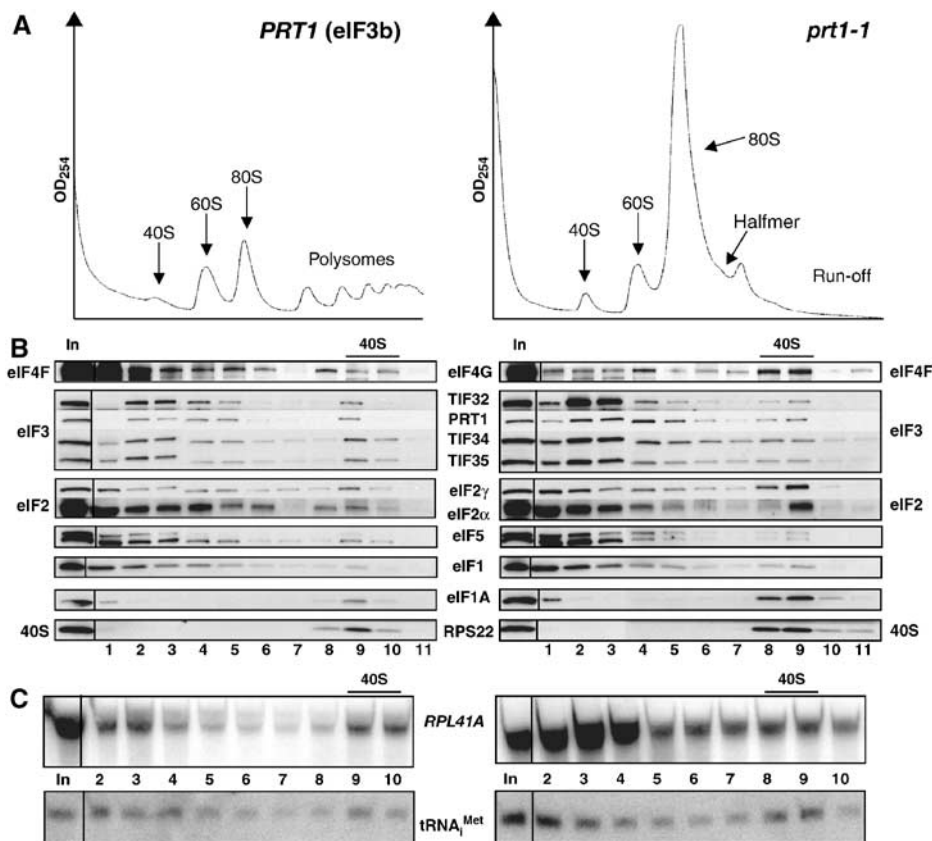 A
PRT1 (eIF3b)
prt1-1
OD254
40S
60S
80S
Polysomes
OD254
40S
60S
80S
Halfmer
Run-off
B
In
40S
In
40S
eIF4F
eIF4G
eIF4F
eIF3
TIF32
PRT1
TIF34
TIF35
eIF3
eIF2
eIF2γ
eIF2α
eIF2
eIF5
eIF1
eIF1A
40S
RPS22
40S
1 2 3 4 5 6 7 8 9 10 11
1 2 3 4 5 6 7 8 9 10 11
C
40S
40S
RPL41A
In 2 3 4 5 6 7 8 9 10
In 2 3 4 5 6 7 8 9 10
tRNAiMet